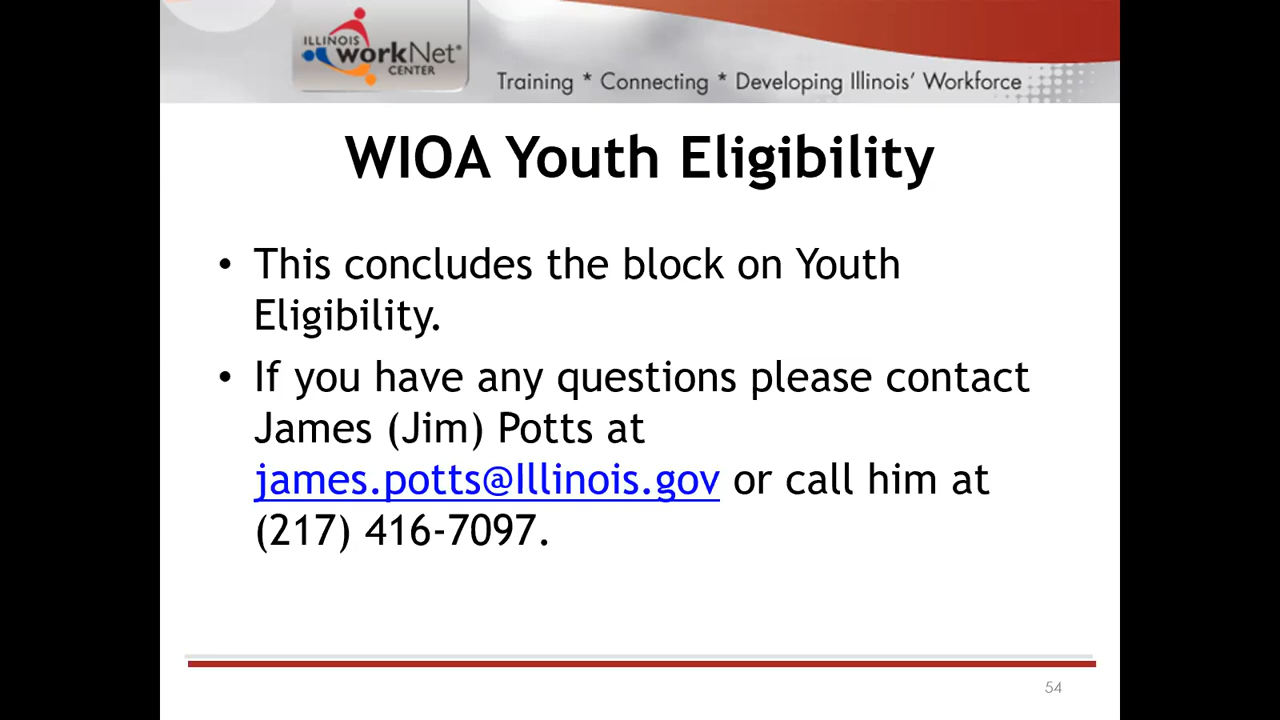 ILLINOIS
workNet®
CENTER
Training * Connecting * Developing Illinois’ Workforce
WIOA Youth Eligibility
• This concludes the block on Youth
Eligibility.
• If you have any questions please contact
James (Jim) Potts at
james.potts@Illinois.gov or call him at
(217) 416-7097.
54